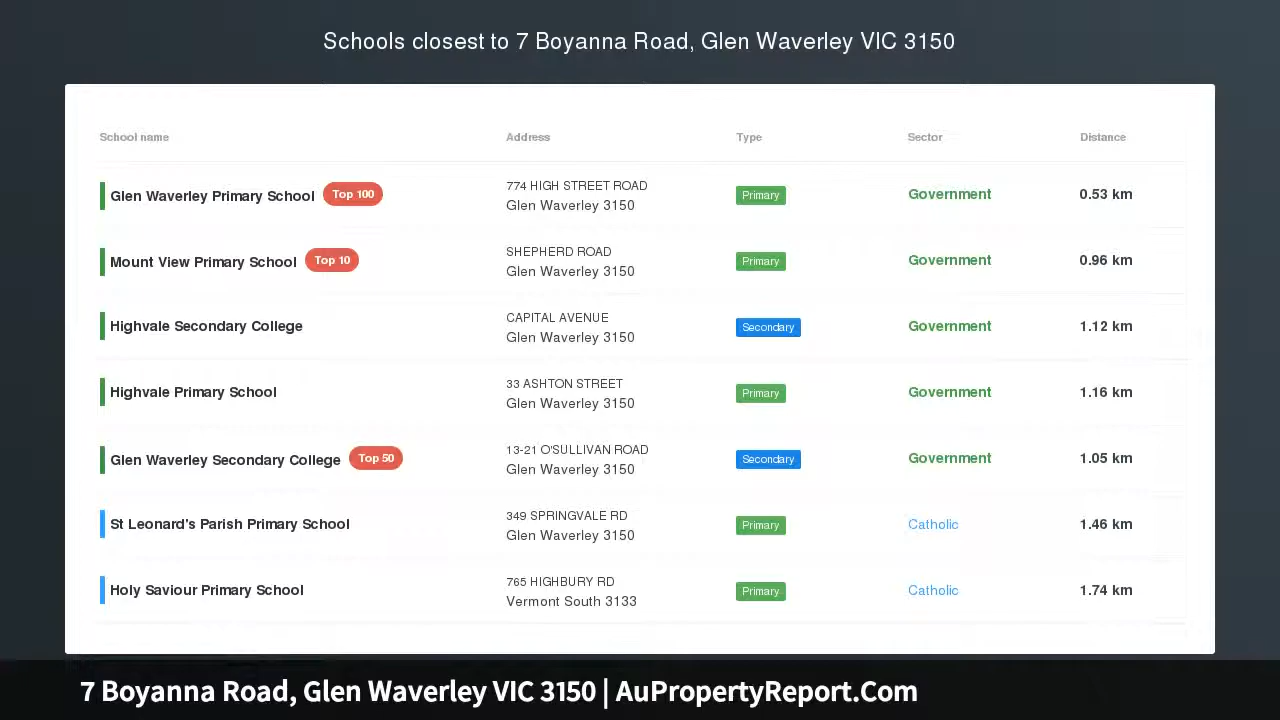 Schools closest to 7 Boyanna Road, Glen Waverley VIC 3150
School name Address Type Sector Distance
Glen Waverley Primary School Top 100 774 HIGH STREET ROAD Primary Government 0.53 km
Glen Waverley 3150
Mount View Primary School Top 10 SHEPHERD ROAD Primary Government 0.96 km
Glen Waverley 3150
Highvale Secondary College CAPITAL AVENUE Secondary Government 1.12 km
Glen Waverley 3150
Highvale Primary School 33 ASHTON STREET Primary Government 1.16 km
Glen Waverley 3150
Glen Waverley Secondary College Top 50 13-21 O'SULLIVAN ROAD Secondary Government 1.05 km
Glen Waverley 3150
St Leonard's Parish Primary School 349 SPRINGVALE RD Primary Catholic 1.46 km
Glen Waverley 3150
Holy Saviour Primary School 765 HIGHBURY RD Primary Catholic 1.74 km
Vermont South 3133
7 Boyanna Road, Glen Waverley VIC 3150 | AuPropertyReport.Com